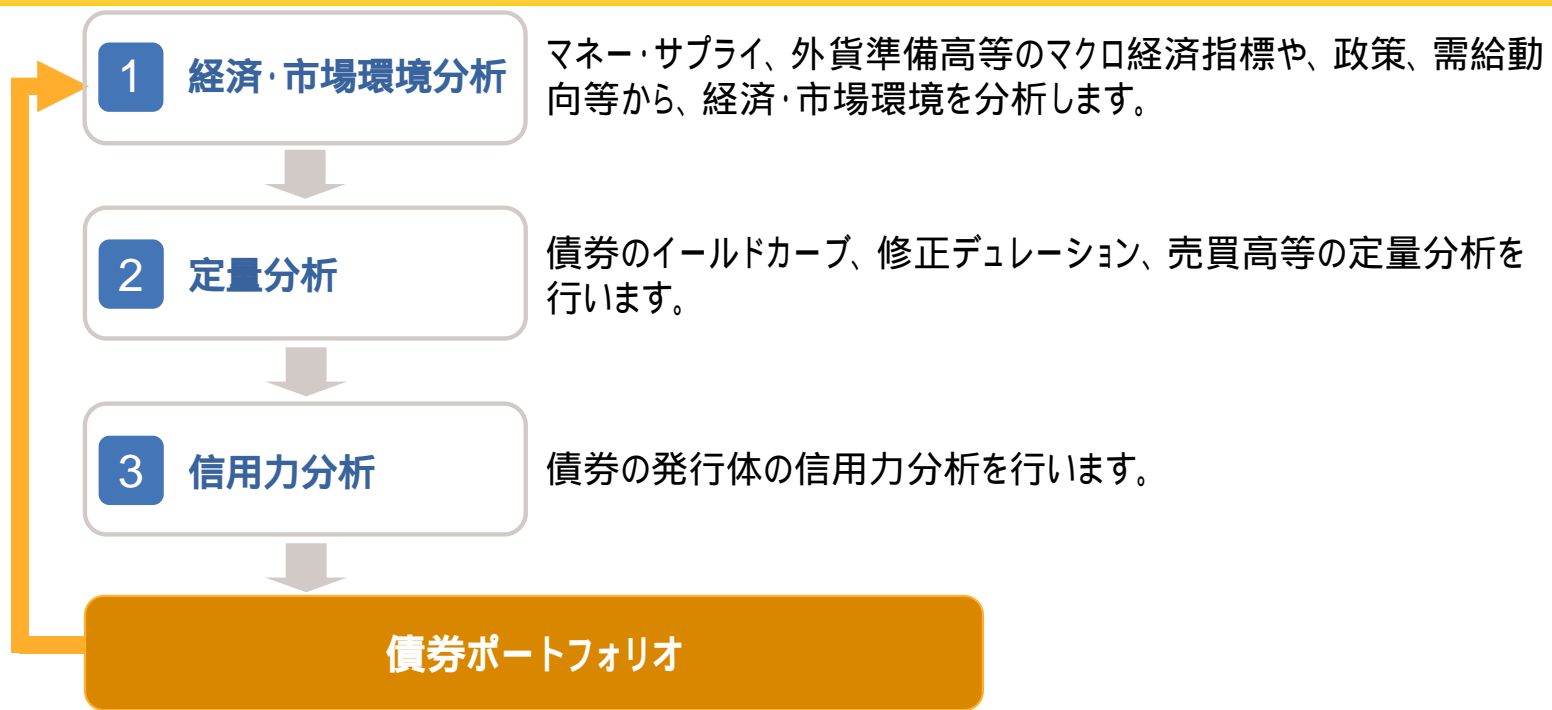 1 経済・市場環境分析
マネー・サプライ、外貨準備高等のマクロ経済指標や、政策、需給動
向等から、経済・市場環境を分析します。
2 定量分析
債券のイールドカーブ、修正デュレーション、売買高等の定量分析を
行います。
3 信用力分析
債券の発行体の信用力分析を行います。
債券ポートフォリオ